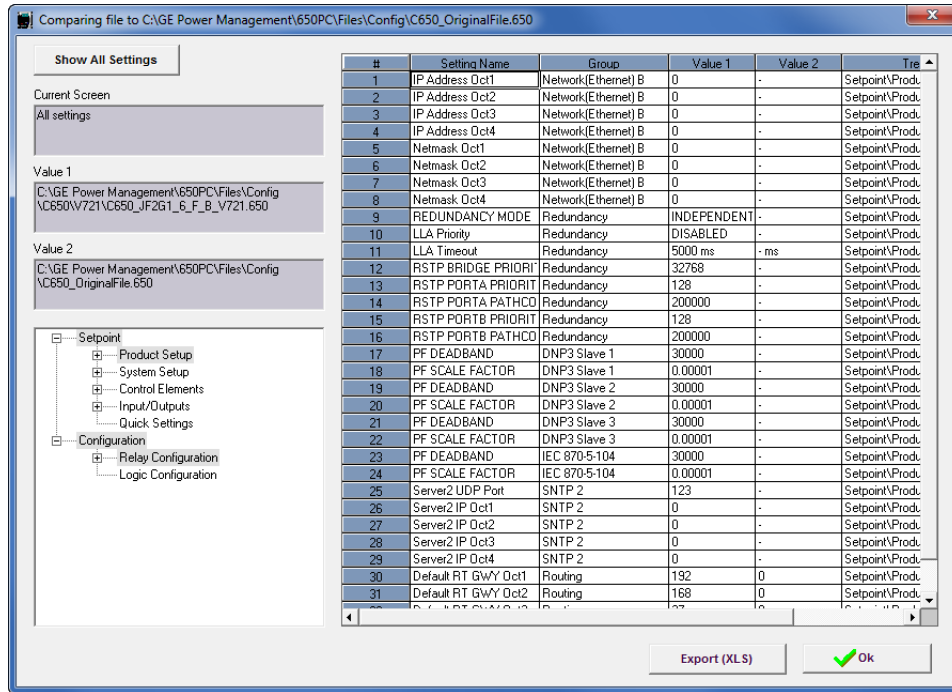 Comparing file to C:\GE Power Management\650PC\Files\Config\C650_OriginalFile.650
Show All Settings
Current Screen
All settings
Value 1
C:\GE Power Management\650PC\Files\Config
\C650\V721\C650_JF2G1_6_F_B_V721.650
Value 2
C:\GE Power Management\650PC\Files\Config
\C650_OriginalFile.650
Setpoint
Product Setup
System Setup
Control Elements
Input/Outputs
Quick Settings
Configuration
Relay Configuration
Logic Configuration
# Setting Name Group Value 1 Value 2 Tre
1 IP Address Oct1 Network(Ethernet) B 0 - Setpoint\Produ
2 IP Address Oct2 Network(Ethernet) B 0 - Setpoint\Produ
3 IP Address Oct3 Network(Ethernet) B 0 - Setpoint\Produ
4 IP Address Oct4 Network(Ethernet) B 0 - Setpoint\Produ
5 Netmask Oct1 Network(Ethernet) B 0 - Setpoint\Produ
6 Netmask Oct2 Network(Ethernet) B 0 - Setpoint\Produ
7 Netmask Oct3 Network(Ethernet) B 0 - Setpoint\Produ
8 Netmask Oct4 Network(Ethernet) B 0 - Setpoint\Produ
9 REDUNDANCY MODE Redundancy INDEPENDENT - Setpoint\Produ
10 LLA Priority Redundancy DISABLED - Setpoint\Produ
11 LLA Timeout Redundancy 5000 ms - ms Setpoint\Produ
12 RSTP BRIDGE PRIORI Redundancy 32768 - Setpoint\Produ
13 RSTP PORTA PRIORIT Redundancy 128 - Setpoint\Produ
14 RSTP PORTA PATHCO Redundancy 200000 - Setpoint\Produ
15 RSTP PORTB PRIORIT Redundancy 128 - Setpoint\Produ
16 RSTP PORTB PATHCO Redundancy 200000 - Setpoint\Produ
17 PF DEADBAND DNP3 Slave 1 30000 - Setpoint\Produ
18 PF SCALE FACTOR DNP3 Slave 1 0.00001 - Setpoint\Produ
19 PF DEADBAND DNP3 Slave 2 30000 - Setpoint\Produ
20 PF SCALE FACTOR DNP3 Slave 2 0.00001 - Setpoint\Produ
21 PF DEADBAND DNP3 Slave 3 30000 - Setpoint\Produ
22 PF SCALE FACTOR DNP3 Slave 3 0.00001 - Setpoint\Produ
23 PF DEADBAND IEC 870-5-104 30000 - Setpoint\Produ
24 PF SCALE FACTOR IEC 870-5-104 0.00001 - Setpoint\Produ
25 Server2 UDP Port SNTP 2 123 - Setpoint\Produ
26 Server2 IP Oct1 SNTP 2 0 - Setpoint\Produ
27 Server2 IP Oct2 SNTP 2 0 - Setpoint\Produ
28 Server2 IP Oct3 SNTP 2 0 - Setpoint\Produ
29 Server2 IP Oct4 SNTP 2 0 - Setpoint\Produ
30 Default RT GWY Oct1 Routing 192 0 Setpoint\Produ
31 Default RT GWY Oct2 Routing 168 0 Setpoint\Produ
Export (XLS)
Ok